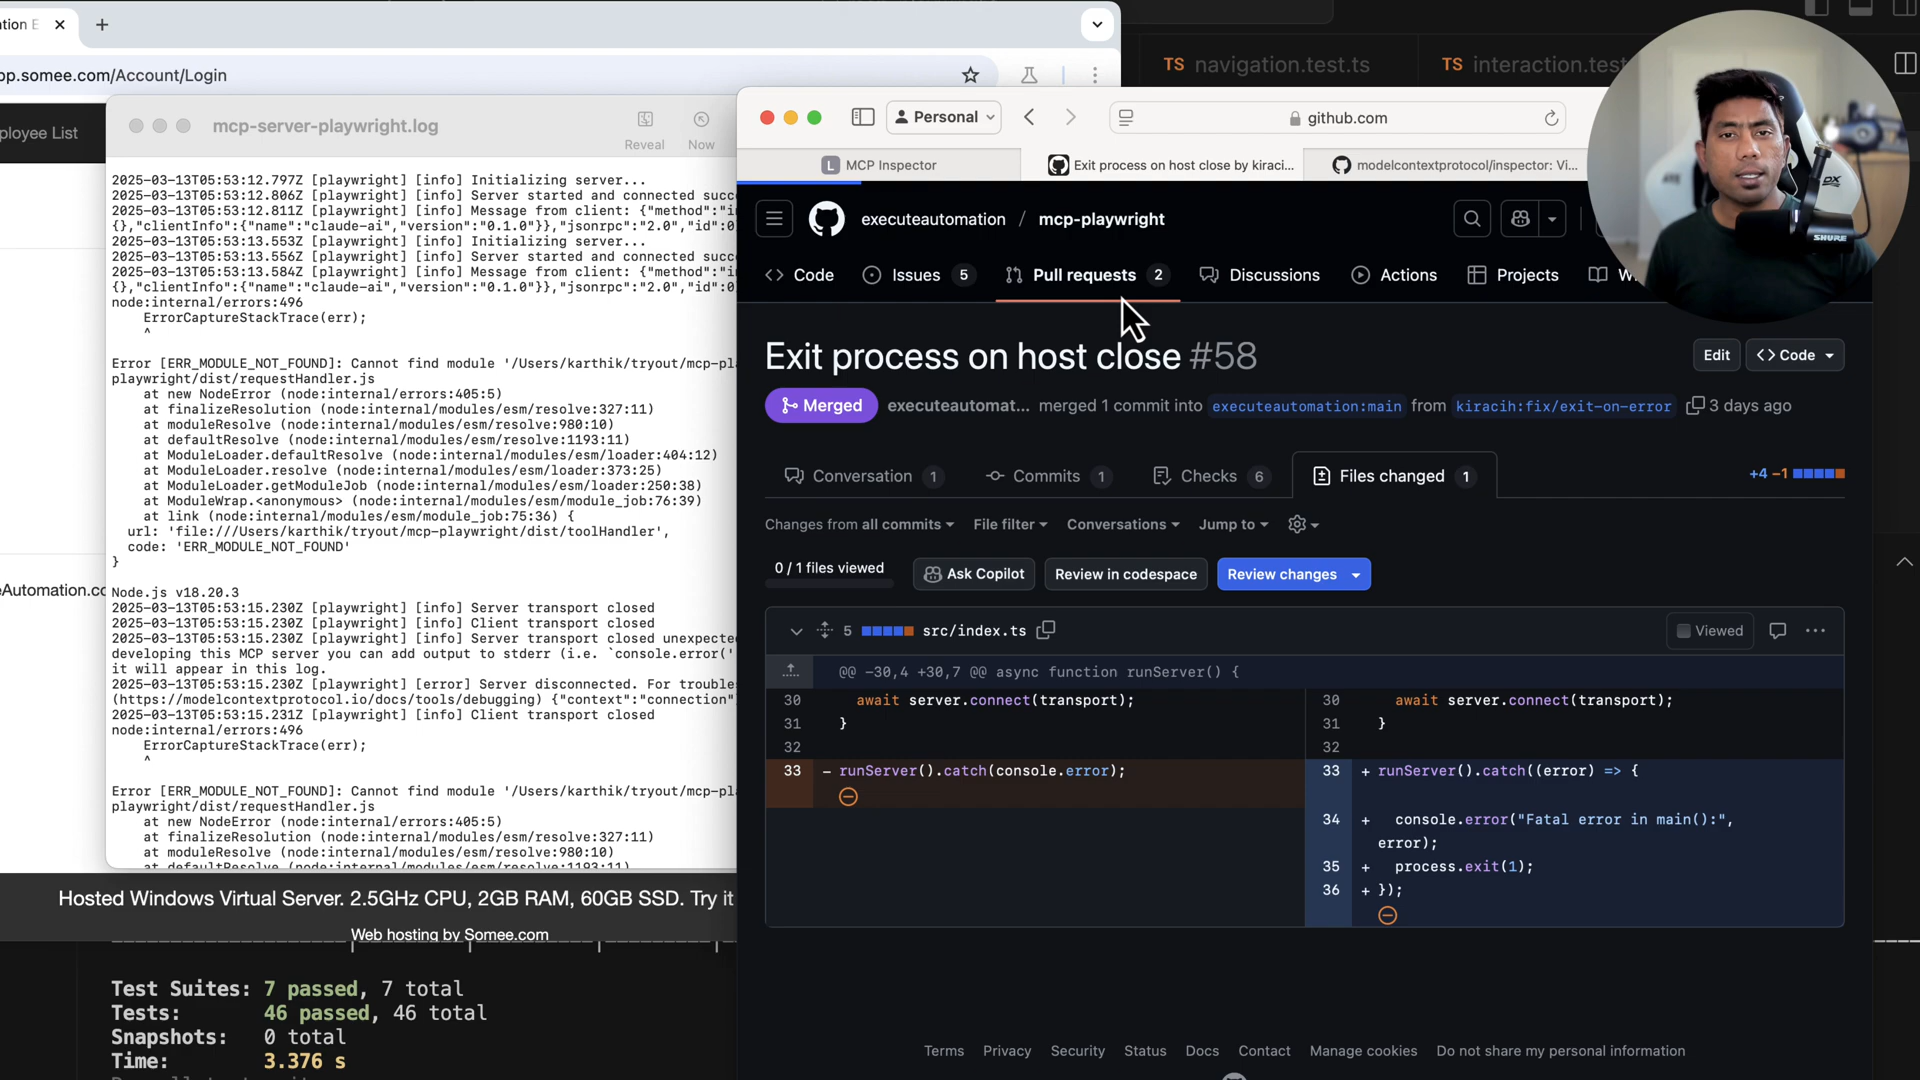 ation E
pp.somee.com/Account/Login
ployee List
eAutomation.co
mcp-server-playwright.log
Reveal
Now
2025-03-13T05:53:12.797Z [playwright] [info] Initializing server...
2025-03-13T05:53:12.806Z [playwright] [info] Server started and connected succ
2025-03-13T05:53:12.811Z [playwright] [info] Message from client: {"method":"i
{},"clientInfo":{"name":"claude-ai","version":"0.1.0"}},"jsonrpc":"2.0","id":0
2025-03-13T05:53:13.553Z [playwright] [info] Initializing server...
2025-03-13T05:53:13.556Z [playwright] [info] Server started and connected succ
2025-03-13T05:53:13.584Z [playwright] [info] Message from client: {"method":"i
{},"clientInfo":{"name":"claude-ai","version":"0.1.0"}},"jsonrpc":"2.0","id":0
node:internal/errors:496
ErrorCaptureStackTrace(err);
^
Error [ERR_MODULE_NOT_FOUND]: Cannot find module '/Users/karthik/tryout/mcp-pl
playwright/dist/requestHandler.js
at new NodeError (node:internal/errors:405:5)
at finalizeResolution (node:internal/modules/esm/resolve:327:11)
at moduleResolve (node:internal/modules/esm/resolve:980:10)
at defaultResolve (node:internal/modules/esm/resolve:1193:11)
at ModuleLoader.defaultResolve (node:internal/modules/esm/loader:404:12)
at ModuleLoader.resolve (node:internal/modules/esm/loader:373:25)
at ModuleLoader.getModuleJob (node:internal/modules/esm/loader:250:38)
at ModuleWrap.<anonymous> (node:internal/modules/esm/module_job:76:39)
at link (node:internal/modules/esm/module_job:75:36) {
url: 'file:///Users/karthik/tryout/mcp-playwright/dist/toolHandler',
code: 'ERR_MODULE_NOT_FOUND'
}
Node.js v18.20.3
2025-03-13T05:53:15.230Z [playwright] [info] Server transport closed
2025-03-13T05:53:15.230Z [playwright] [info] Client transport closed
2025-03-13T05:53:15.230Z [playwright] [info] Server transport closed unexpecte
developing this MCP server you can add output to stderr (i.e. `console.error('
it will appear in this log.
2025-03-13T05:53:15.230Z [playwright] [error] Server disconnected. For trouble
(https://modelcontextprotocol.io/docs/tools/debugging) {"context":"connection"
2025-03-13T05:53:15.231Z [playwright] [info] Client transport closed
node:internal/errors:496
ErrorCaptureStackTrace(err);
^
Error [ERR_MODULE_NOT_FOUND]: Cannot find module '/Users/karthik/tryout/mcp-pl
playwright/dist/requestHandler.js
at new NodeError (node:internal/errors:405:5)
at finalizeResolution (node:internal/modules/esm/resolve:327:11)
at moduleResolve (node:internal/modules/esm/resolve:980:10)
at defaultResolve (node:internal/modules/esm/resolve:1193:11)
Hosted Windows Virtual Server. 2.5GHz CPU, 2GB RAM, 60GB SSD. Try it
Web hosting by Somee.com
Test Suites: 7 passed, 7 total
Tests: 46 passed, 46 total
Snapshots: 0 total
Time: 3.376 s
TS navigation.test.ts
TS interaction.test
Personal
github.com
L MCP Inspector
Exit process on host close by kiraci...
modelcontextprotocol/inspector: Vi...
executeautomation / mcp-playwright
Code
Issues 5
Pull requests 2
Discussions
Actions
Projects
W
Exit process on host close #58
Edit
<> Code
Merged
executeautomat... merged 1 commit into executeautomation:main from kiracih:fix/exit-on-error 3 days ago
Conversation 1
Commits 1
Checks 6
Files changed 1
+4 −1
Changes from all commits
File filter
Conversations
Jump to
0 / 1 files viewed
Ask Copilot
Review in codespace
Review changes
5 src/index.ts
Viewed
@@ -30,4 +30,7 @@ async function runServer() {
30 await server.connect(transport);
31 }
32
33 - runServer().catch(console.error);
30 await server.connect(transport);
31 }
32
33 + runServer().catch((error) => {
34 + console.error("Fatal error in main():",
error);
35 + process.exit(1);
36 + });
Terms
Privacy
Security
Status
Docs
Contact
Manage cookies
Do not share my personal information
DX
SHURE